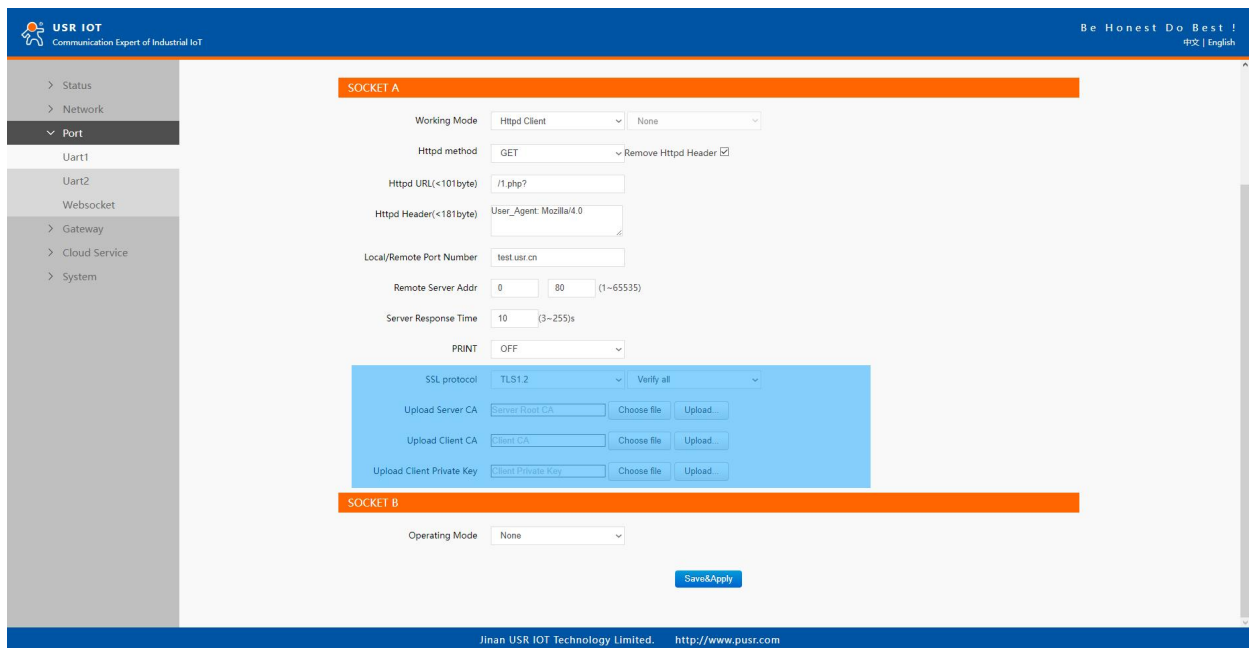 USR IOT
Communication Expert of Industrial IoT
Be Honest Do Best !
中文 | English
Status
Network
Port
Uart1
Uart2
Websocket
Gateway
Cloud Service
System
SOCKET A
Working Mode Httpd Client None
Httpd method GET Remove Httpd Header
Httpd URL(<101byte) /1.php?
Httpd Header(<181byte) User_Agent: Mozilla/4.0
Local/Remote Port Number test.usr.cn
Remote Server Addr 0 80 (1~65535)
Server Response Time 10 (3~255)s
PRINT OFF
SSL protocol TLS1.2 Verify all
Upload Server CA Server Root CA Choose file Upload...
Upload Client CA Client CA Choose file Upload...
Upload Client Private Key Client Private Key Choose file Upload...
SOCKET B
Operating Mode None
Save&Apply
Jinan USR IOT Technology Limited. http://www.pusr.com